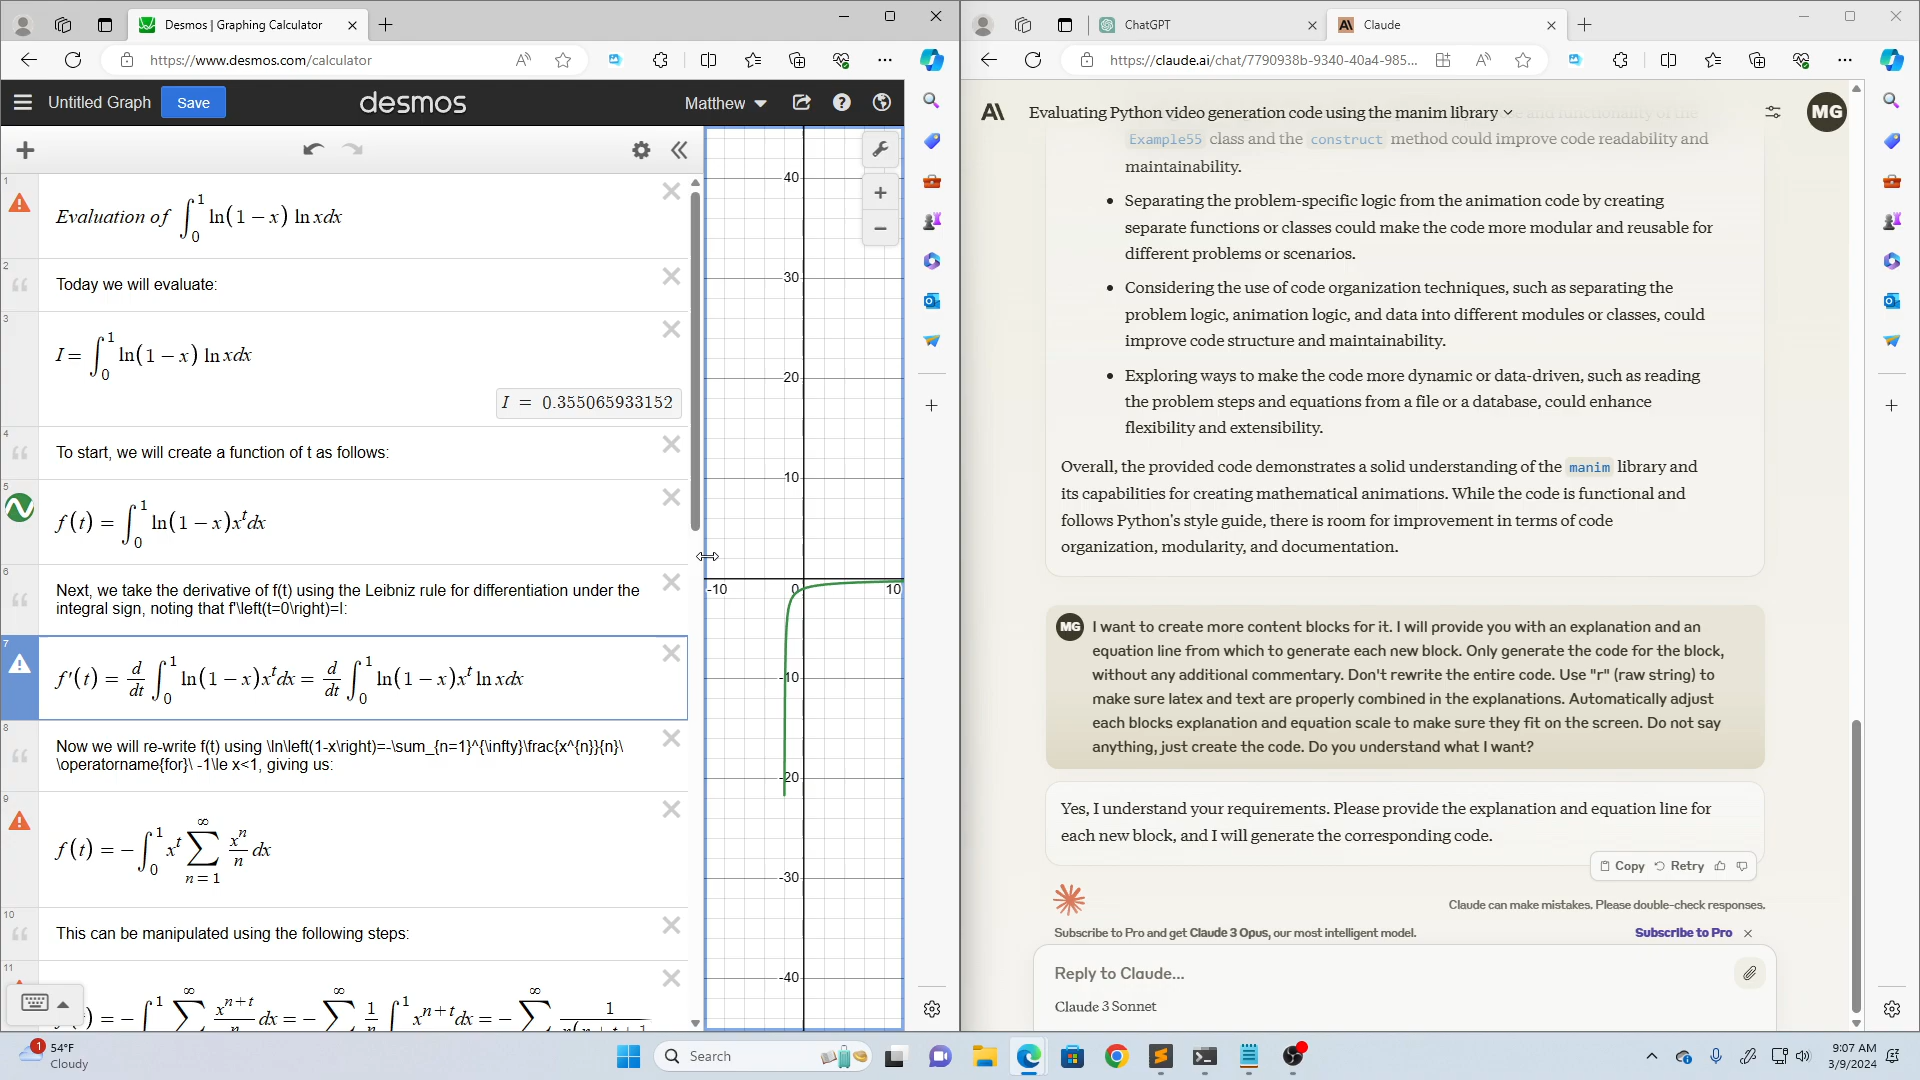 Desmos | Graphing Calculator
https://www.desmos.com/calculator
Untitled Graph
Save
desmos
Matthew
1
Evaluation of ∫₀¹ ln(1 − x) ln x dx
2
Today we will evaluate:
3
I = ∫₀¹ ln(1 − x) ln x dx
I = 0.355065933152
4
To start, we will create a function of t as follows:
5
f(t) = ∫₀¹ ln(1 − x)xᵗdx
6
Next, we take the derivative of f(t) using the Leibniz rule for differentiation under the
integral sign, noting that f'\left(t=0\right)=I:
7
f′(t) = d/dt ∫₀¹ ln(1 − x)xᵗdx = d/dt ∫₀¹ ln(1 − x)xᵗ ln x dx
8
Now we will re-write f(t) using \ln\left(1-x\right)=-\sum_{n=1}^{\infty}\frac{x^{n}}{n}\
\operatorname{for}\ -1\le x<1, giving us:
9
f(t) = −∫₀¹ xᵗ ∑_{n=1}^{∞} xⁿ/n dx
10
This can be manipulated using the following steps:
11
40
30
20
10
-10
0
10
-10
-20
-30
-40
ChatGPT
Claude
https://claude.ai/chat/7790938b-9340-40a4-985...
Evaluating Python video generation code using the manim library
MG
Example55 class and the construct method could improve code readability and
maintainability.
• Separating the problem-specific logic from the animation code by creating
separate functions or classes could make the code more modular and reusable for
different problems or scenarios.
• Considering the use of code organization techniques, such as separating the
problem logic, animation logic, and data into different modules or classes, could
improve code structure and maintainability.
• Exploring ways to make the code more dynamic or data-driven, such as reading
the problem steps and equations from a file or a database, could enhance
flexibility and extensibility.
Overall, the provided code demonstrates a solid understanding of the manim library and
its capabilities for creating mathematical animations. While the code is functional and
follows Python's style guide, there is room for improvement in terms of code
organization, modularity, and documentation.
MG
I want to create more content blocks for it. I will provide you with an explanation and an
equation line from which to generate each new block. Only generate the code for the block,
without any additional commentary. Don't rewrite the entire code. Use "r" (raw string) to
make sure latex and text are properly combined in the explanations. Automatically adjust
each blocks explanation and equation scale to make sure they fit on the screen. Do not say
anything, just create the code. Do you understand what I want?
Yes, I understand your requirements. Please provide the explanation and equation line for
each new block, and I will generate the corresponding code.
Copy
Retry
Claude can make mistakes. Please double-check responses.
Subscribe to Pro and get Claude 3 Opus, our most intelligent model.
Subscribe to Pro
Reply to Claude...
Claude 3 Sonnet
1
54°F
Cloudy
Search
9:07 AM
3/9/2024